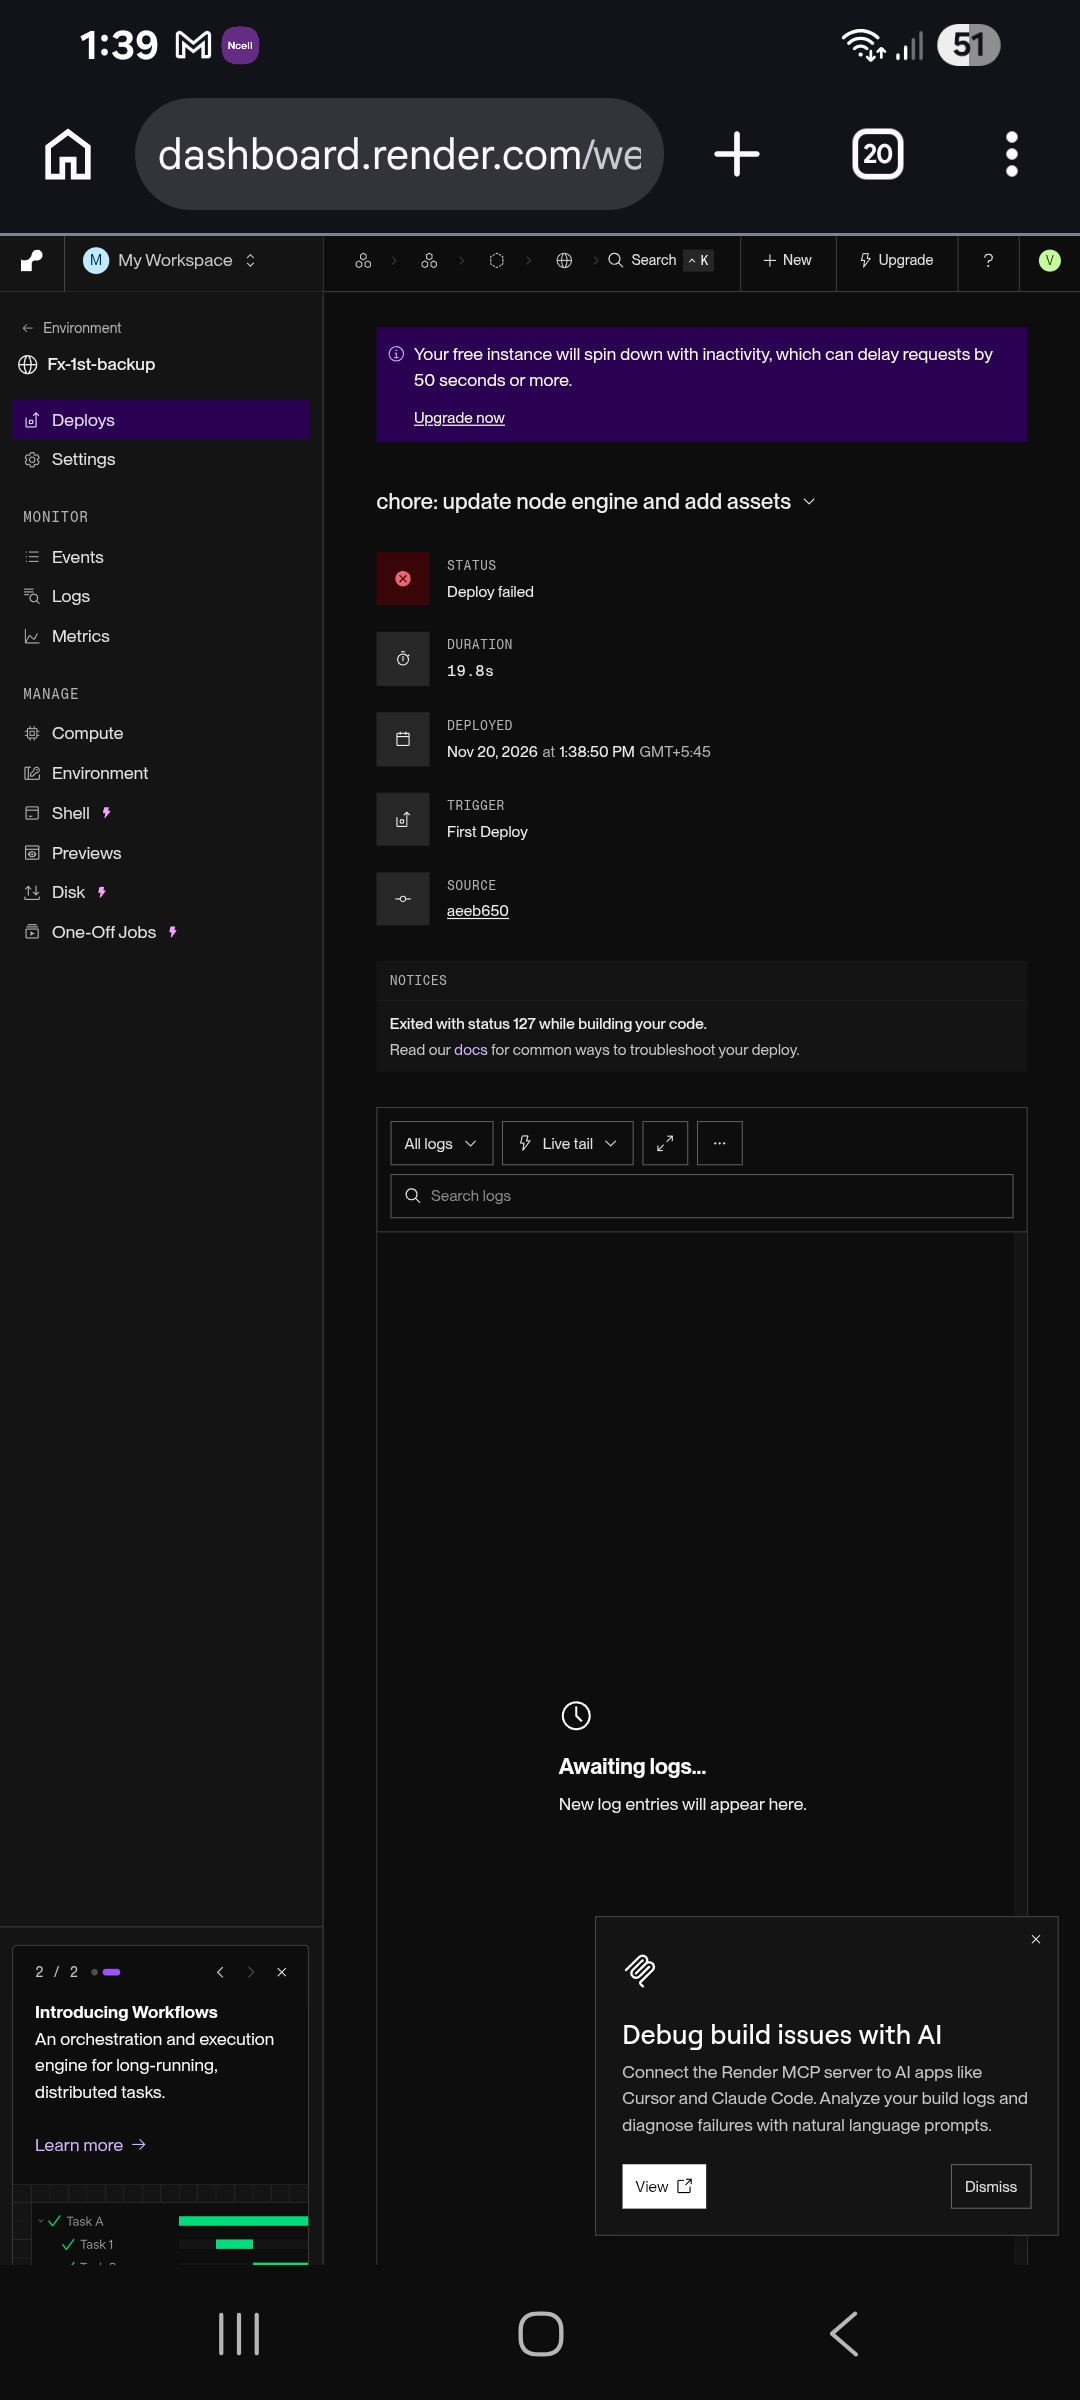 1:39
Ncell
51
dashboard.render.com/we
20
M My Workspace
Search ^ K
+ New
Upgrade
?
V
← Environment
Fx-1st-backup
Deploys
Settings
MONITOR
Events
Logs
Metrics
MANAGE
Compute
Environment
Shell
Previews
Disk
One-Off Jobs
Your free instance will spin down with inactivity, which can delay requests by
50 seconds or more.
Upgrade now
chore: update node engine and add assets
STATUS
Deploy failed
DURATION
19.8s
DEPLOYED
Nov 20, 2026 at 1:38:50 PM GMT+5:45
TRIGGER
First Deploy
SOURCE
aeeb650
NOTICES
Exited with status 127 while building your code.
Read our docs for common ways to troubleshoot your deploy.
All logs
Live tail
...
Search logs
Awaiting logs...
New log entries will appear here.
2 / 2
Introducing Workflows
An orchestration and execution
engine for long-running,
distributed tasks.
Learn more →
Task A
Task 1
Debug build issues with AI
Connect the Render MCP server to AI apps like
Cursor and Claude Code. Analyze your build logs and
diagnose failures with natural language prompts.
View
Dismiss